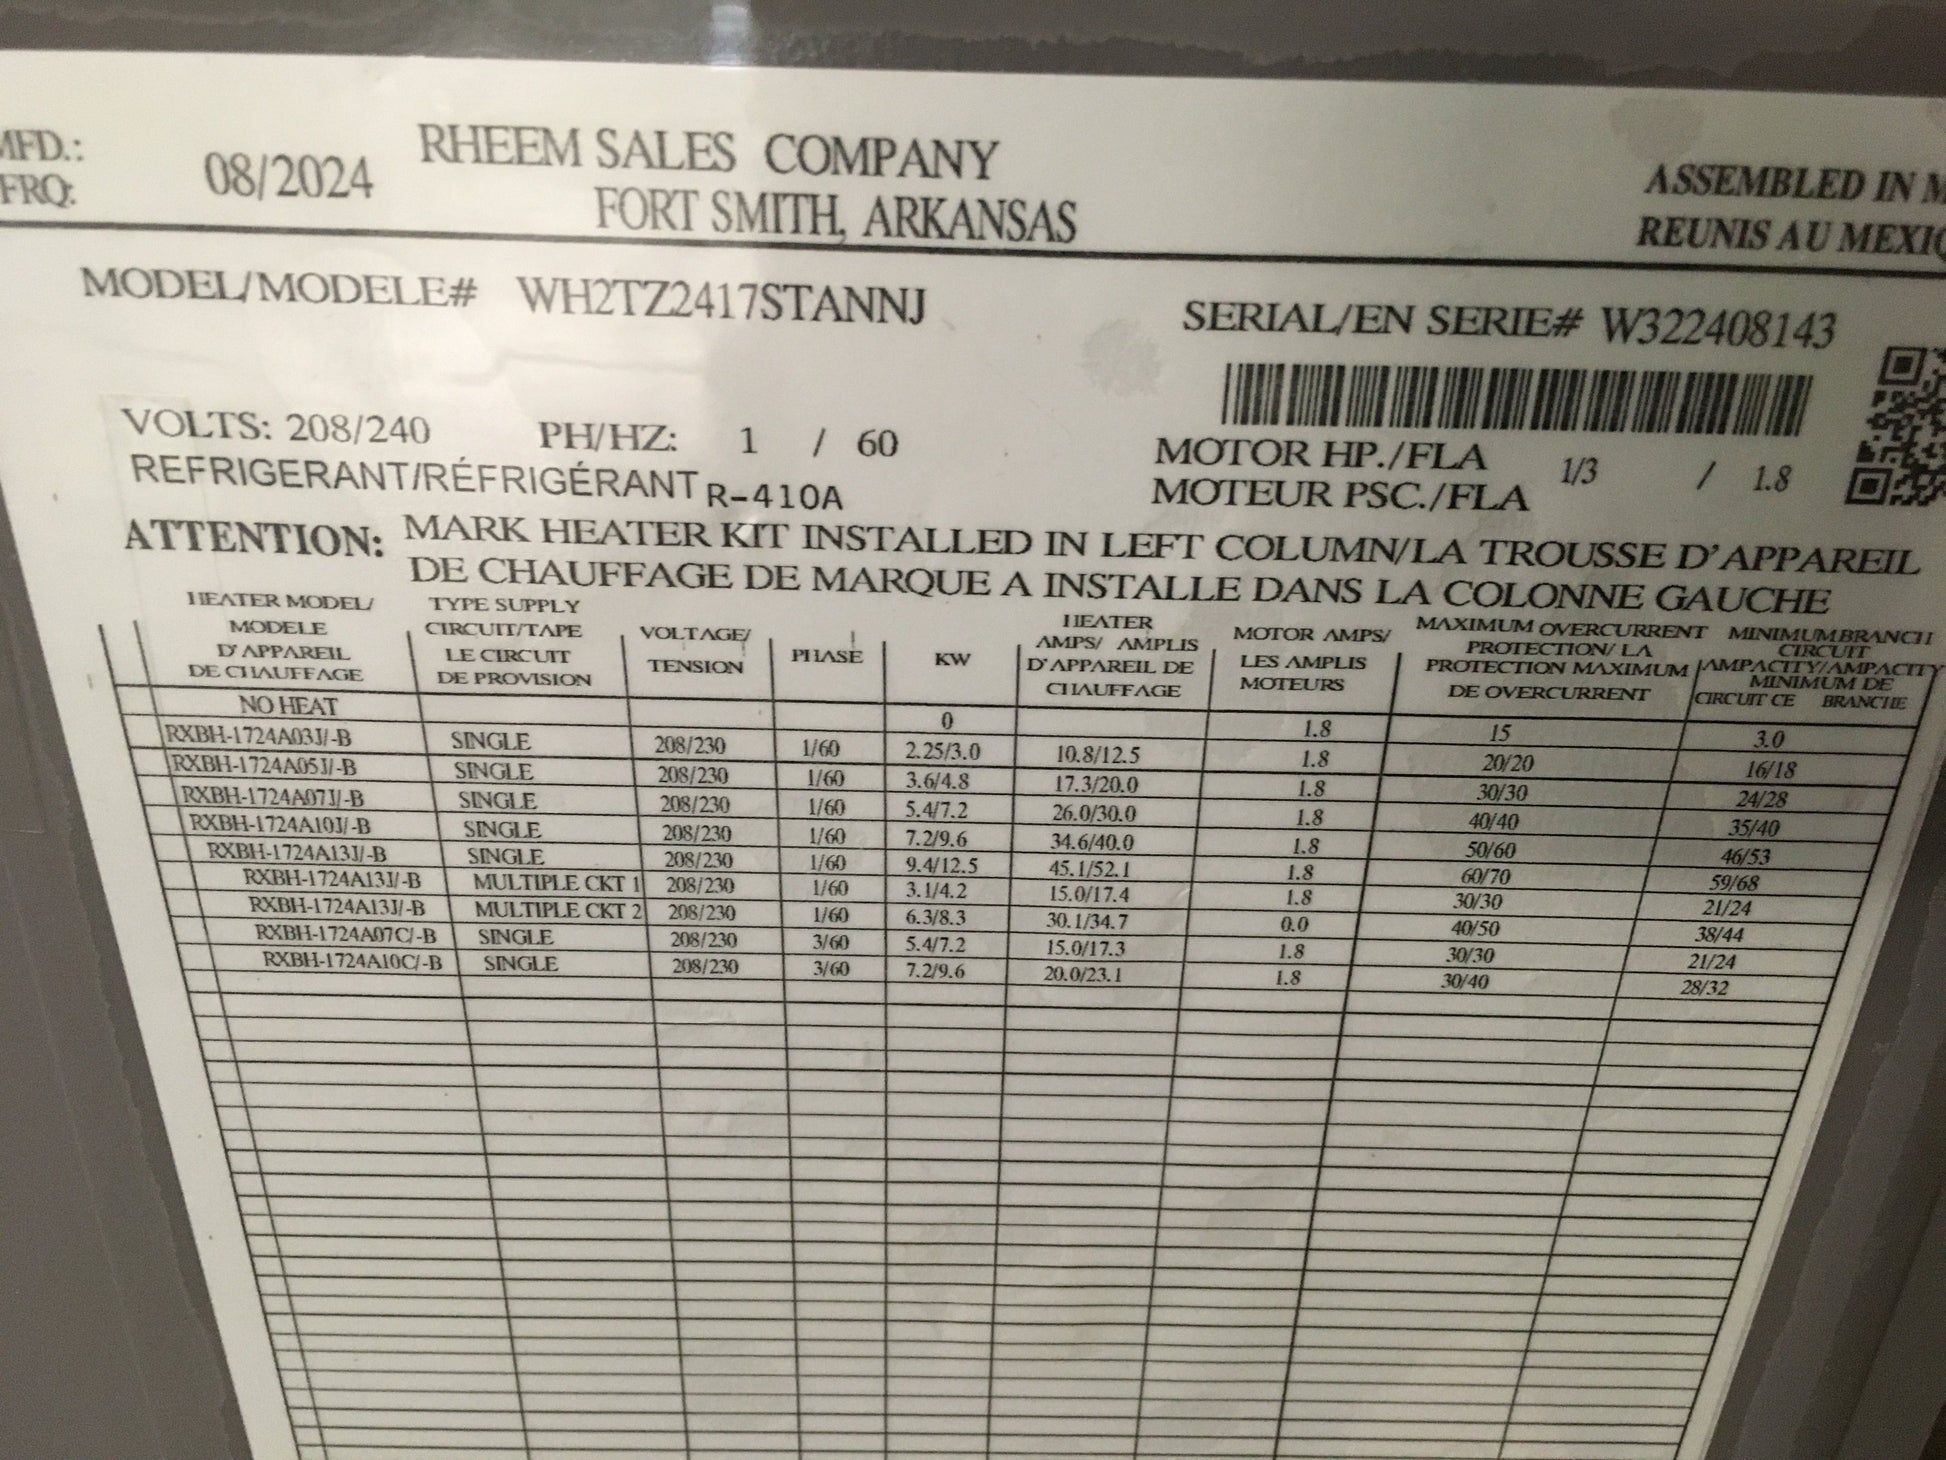 MFD.: 08/2024 RHEEM SALES COMPANY
FRQ: FORT SMITH, ARKANSAS
ASSEMBLED IN
REUNIS AU
MODEL/MODELE# WH2TZ2417STANNJ SERIAL/EN SERIE# W322408143
VOLTS: 208/240 PH/HZ: 1 / 60
REFRIGERANT/RÉFRIGÉRANT R-410A
MOTOR HP./FLA 1/3 / 1.8
MOTEUR PSC./FLA
ATTENTION: MARK HEATER KIT INSTALLED IN LEFT COLUMN/LA TROUSSE D'APPAREIL
DE CHAUFFAGE DE MARQUE A INSTALLE DANS LA COLONNE GAUCHE
HEATER MODEL/
MODELE
D'APPAREIL
DE CHAUFFAGE
TYPE SUPPLY
CIRCUIT/TAPE
LE CIRCUIT
DE PROVISION
VOLTAGE/
TENSION
PHASE
KW
HEATER
AMPS/ AMPLIS
D'APPAREIL DE
CHAUFFAGE
MOTOR AMPS/
LES AMPLIS
MOTEURS
MAXIMUM OVERCURRENT
PROTECTION/ LA
PROTECTION MAXIMUM
DE OVERCURRENT
MINIMUM BRANCH
CIRCUIT
AMPACITY/AMPACITY
MINIMUM DE
CIRCUIT CE BRANCHE
NO HEAT 0 1.8 15 3.0
RXBH-1724A03J/-B SINGLE 208/230 1/60 2.25/3.0 10.8/12.5 1.8 20/20 16/18
RXBH-1724A05J/-B SINGLE 208/230 1/60 3.6/4.8 17.3/20.0 1.8 30/30 24/28
RXBH-1724A07J/-B SINGLE 208/230 1/60 5.4/7.2 26.0/30.0 1.8 40/40 35/40
RXBH-1724A10J/-B SINGLE 208/230 1/60 7.2/9.6 34.6/40.0 1.8 50/60 46/53
RXBH-1724A13J/-B SINGLE 208/230 1/60 9.4/12.5 45.1/52.1 1.8 60/70 59/68
RXBH-1724A13J/-B MULTIPLE CKT 1 208/230 1/60 3.1/4.2 15.0/17.4 1.8 30/30 21/24
RXBH-1724A13J/-B MULTIPLE CKT 2 208/230 1/60 6.3/8.3 30.1/34.7 0.0 40/50 38/44
RXBH-1724A07C/-B SINGLE 208/230 3/60 5.4/7.2 15.0/17.3 1.8 30/30 21/24
RXBH-1724A10C/-B SINGLE 208/230 3/60 7.2/9.6 20.0/23.1 1.8 30/40 28/32